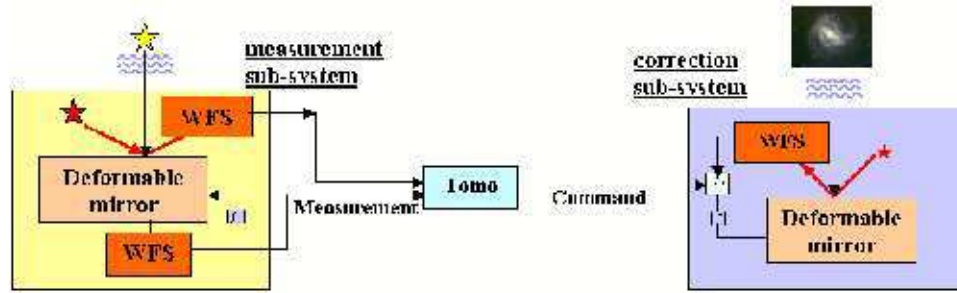 measurement
sub-system
WFS
Deformable
mirror
WFS
Measurement
Tomo
Command
correction
sub-system
WFS
Deformable
mirror